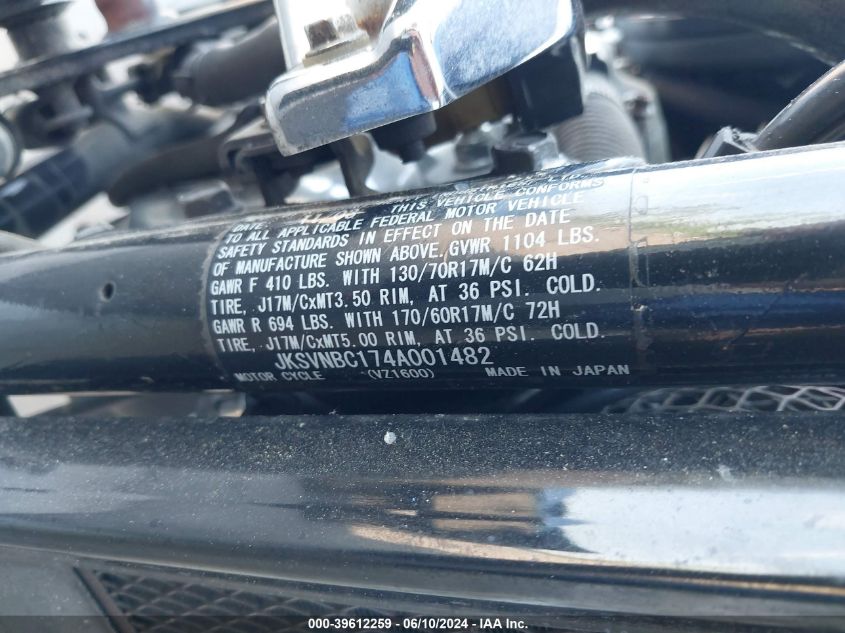 DATE THIS VEHICLE CONFORMS
TO ALL APPLICABLE FEDERAL MOTOR VEHICLE
SAFETY STANDARDS IN EFFECT ON THE DATE
OF MANUFACTURE SHOWN ABOVE. GVWR 1104 LBS.
GAWR F 410 LBS. WITH 130/70R17M/C 62H
TIRE, J17M/CxMT3.50 RIM, AT 36 PSI. COLD.
GAWR R 694 LBS. WITH 170/60R17M/C 72H
TIRE, J17M/CxMT5.00 RIM, AT 36 PSI. COLD.
JKSVNBC174A001482
MOTOR CYCLE (VZ1600) MADE IN JAPAN
000-39612259 - 06/10/2024 - IAA Inc.